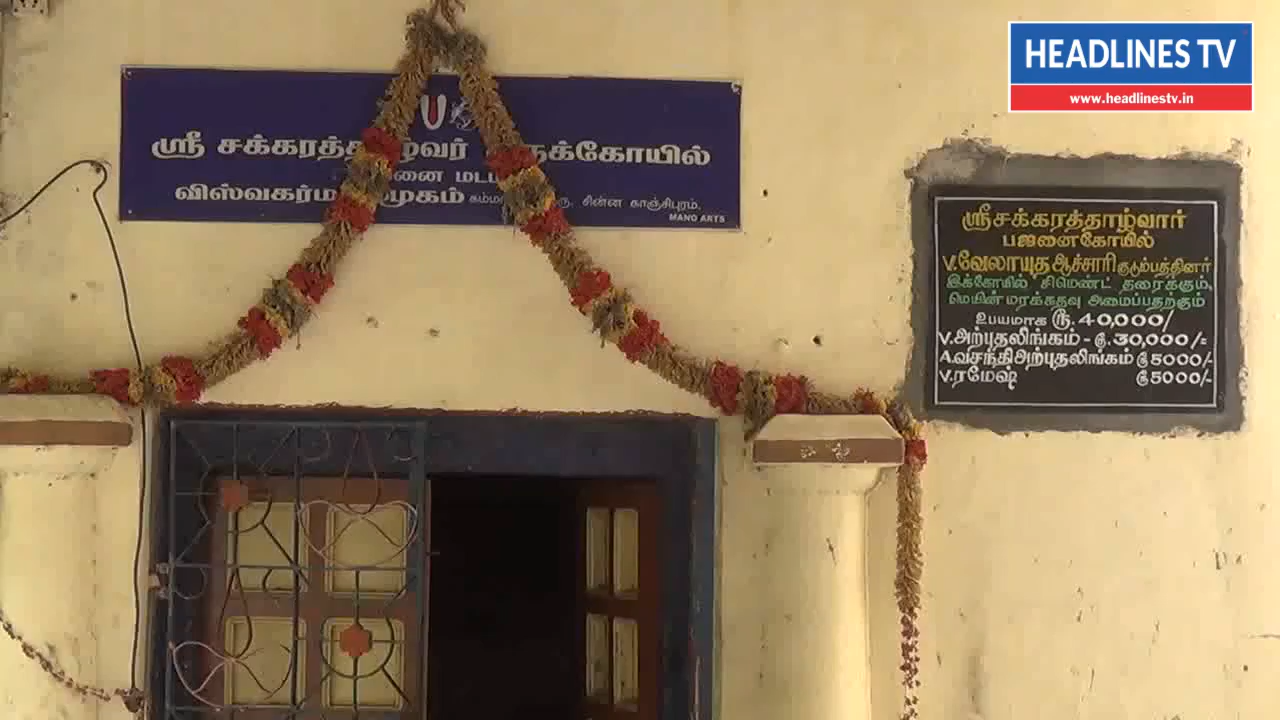 HEADLINES TV
www.headlinestv.in
ஸ்ரீ சக்கரத்தாழ்வர்
விஸ்வகர்ம சின்ன காஞ்சிபுரம்.
MANO ARTS
ஸ்ரீசக்கரத்தாழ்வார்
பஜனைகோயில்
V.வேலாயுத ஆச்சாரி குடும்பத்தினர்
இக்கோயில் சிமெண்ட் தரைக்கும்,
மெயின் மரக்கதவு அமைப்பதற்கும்
உபயமாக ரூ.40,000/
V.அற்புதலிங்கம் - ரூ.30,000/=
A.வசந்திஅற்புதலிங்கம் ரூ5000/-
V.ரமேஷ் ரூ5000/-